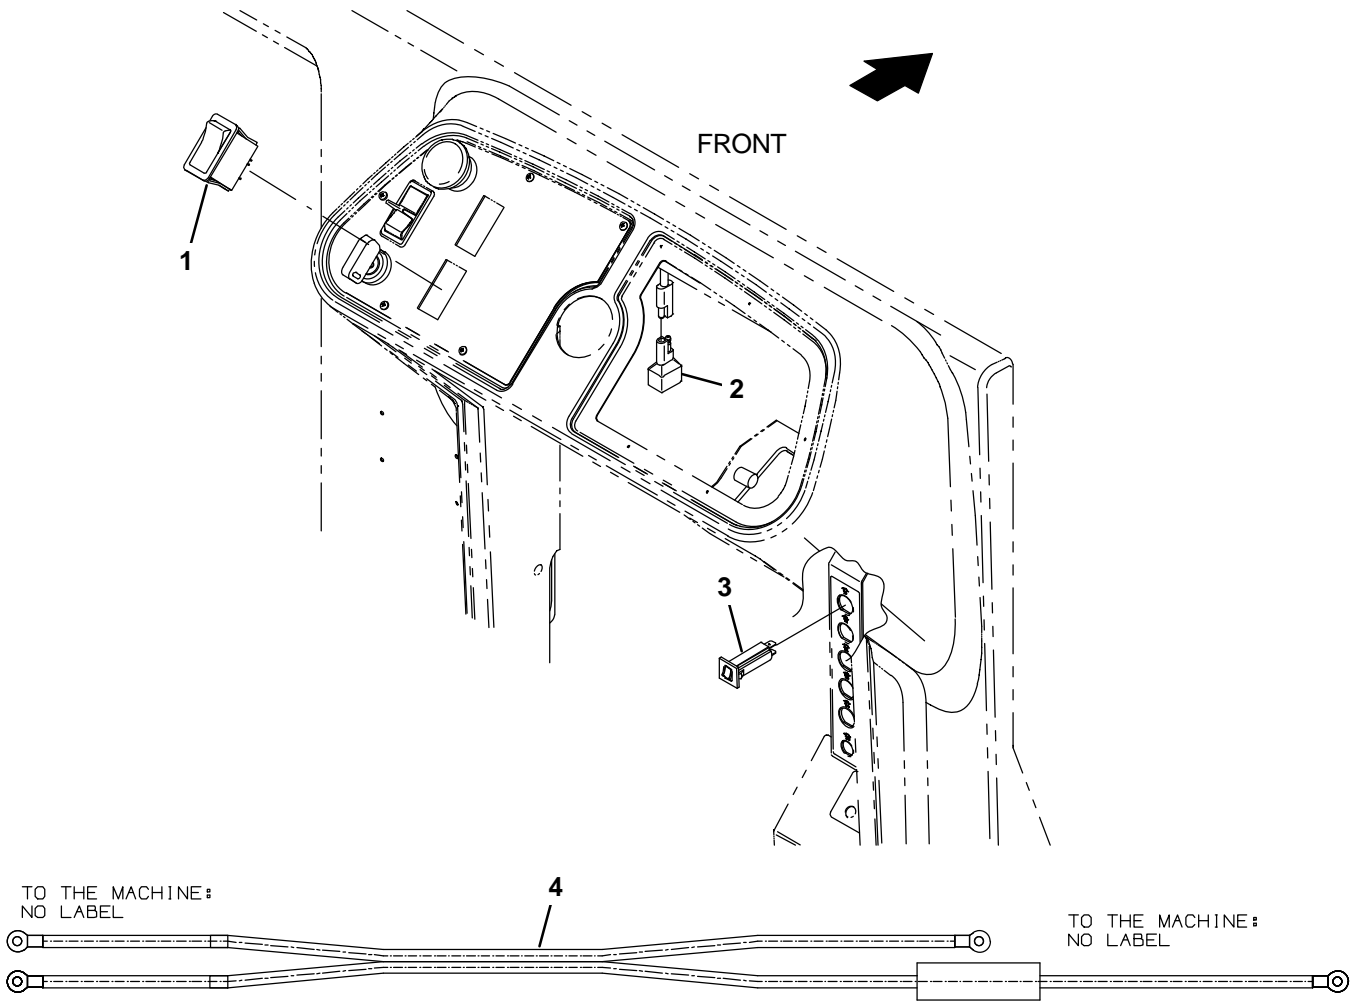 FRONT
1
2
3
4
TO THE MACHINE:
NO LABEL
TO THE MACHINE:
NO LABEL